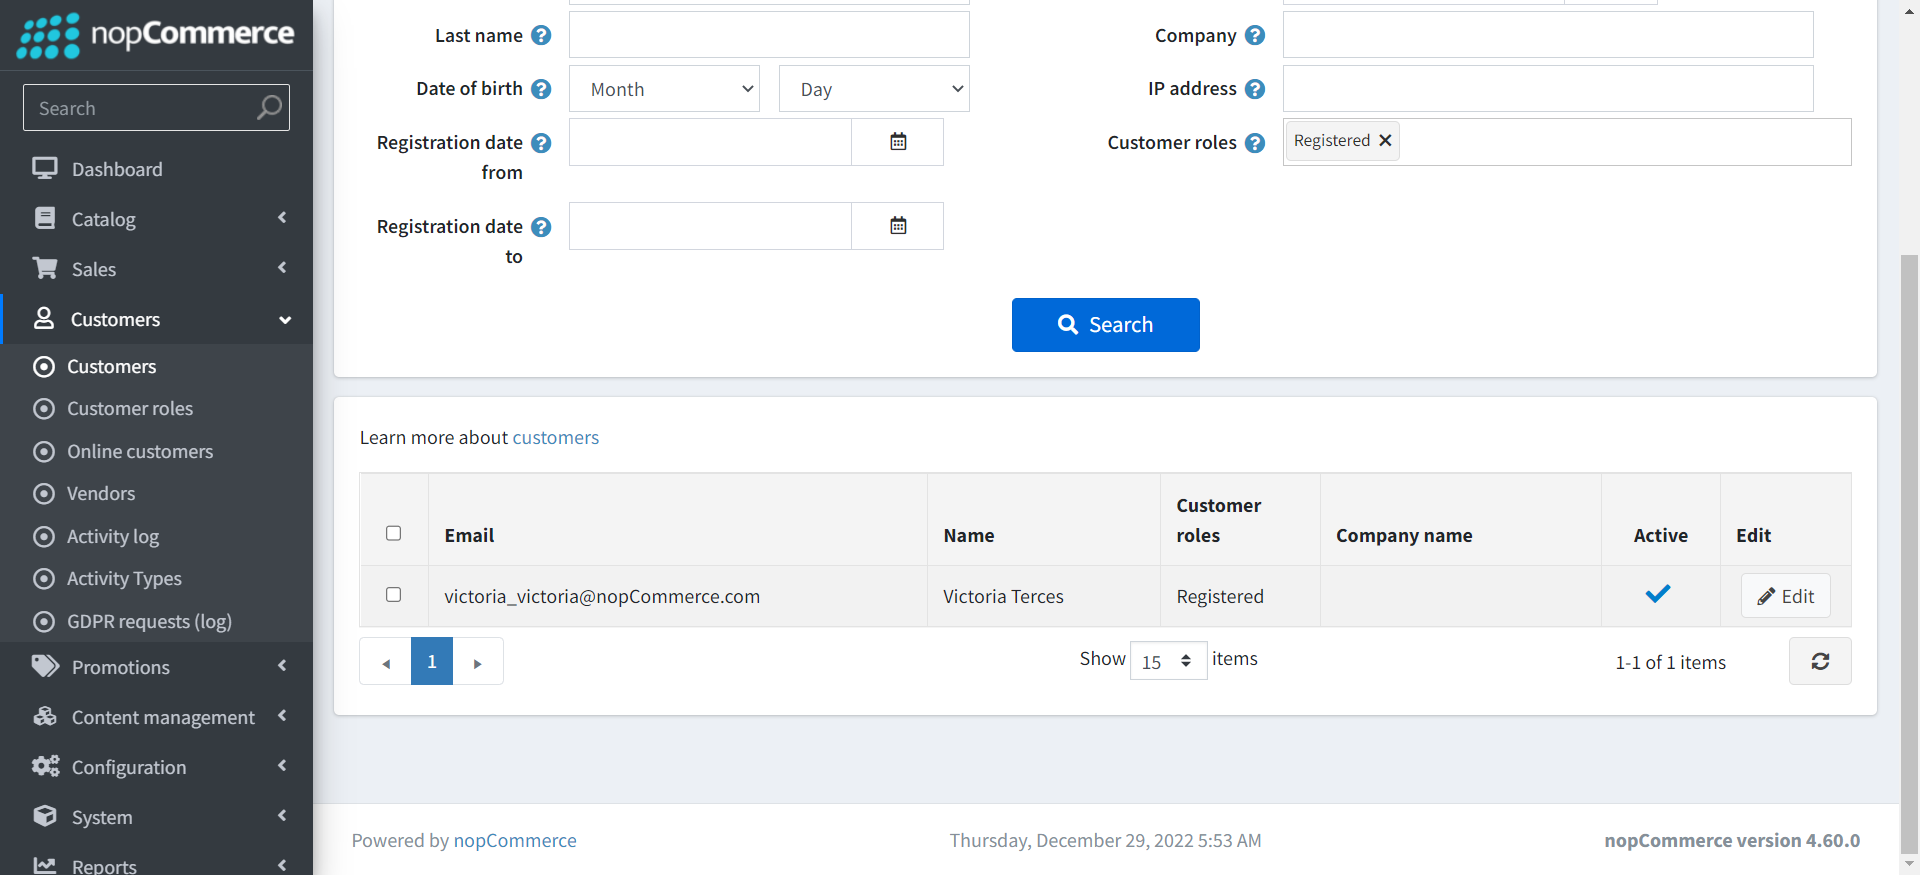 nopCommerce
Search
Dashboard
Catalog
Sales
Customers
Customers
Customer roles
Online customers
Vendors
Activity log
Activity Types
GDPR requests (log)
Promotions
Content management
Configuration
System
Reports
Last name
Company
Date of birth
Month
Day
IP address
Registration date
from
Customer roles
Registered
Registration date
to
Search
Learn more about customers
Email
Name
Customer
roles
Company name
Active
Edit
victoria_victoria@nopCommerce.com
Victoria Terces
Registered
Edit
1
Show 15 items
1-1 of 1 items
Powered by nopCommerce
Thursday, December 29, 2022 5:53 AM
nopCommerce version 4.60.0